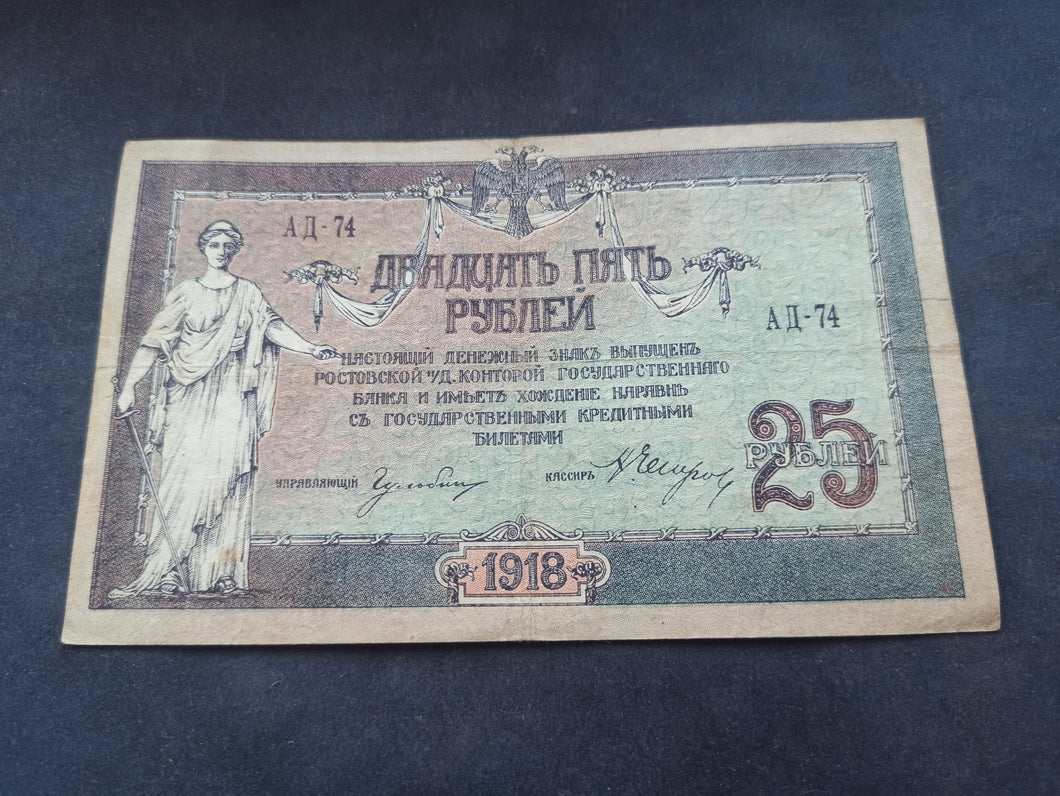 АД-74
ДВАДЦАТЬ ПЯТЬ
РУБЛЕЙ
АД-74
НАСТОЯЩІЙ ДЕНЕЖНЫЙ ЗНАКЪ ВЫПУЩЕНЪ
РОСТОВСКОЙ Н/Д. КОНТОРОЙ ГОСУДАРСТВЕННАГО
БАНКА И ИМѢЕТЪ ХОЖДЕНІЕ НАРАВНѢ
СЪ ГОСУДАРСТВЕННЫМИ КРЕДИТНЫМИ
БИЛЕТАМИ
25
РУБЛЕЙ
УПРАВЛЯЮЩІЙ
КАССИРЪ
1918